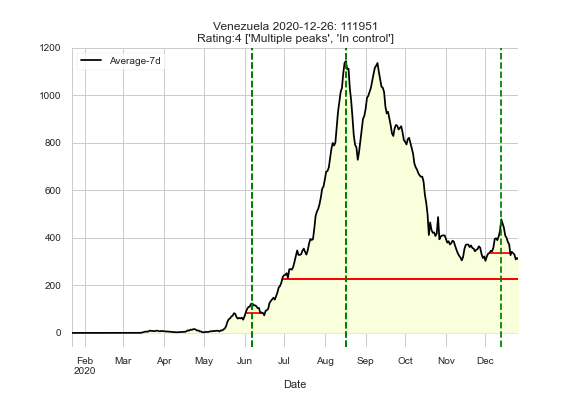 Venezuela 2020-12-26: 111951
Rating:4 ['Multiple peaks', 'In control']
1200
Average-7d
1000
800
600
400
200
0
Feb Mar Apr May Jun Jul Aug Sep Oct Nov Dec
2020
Date